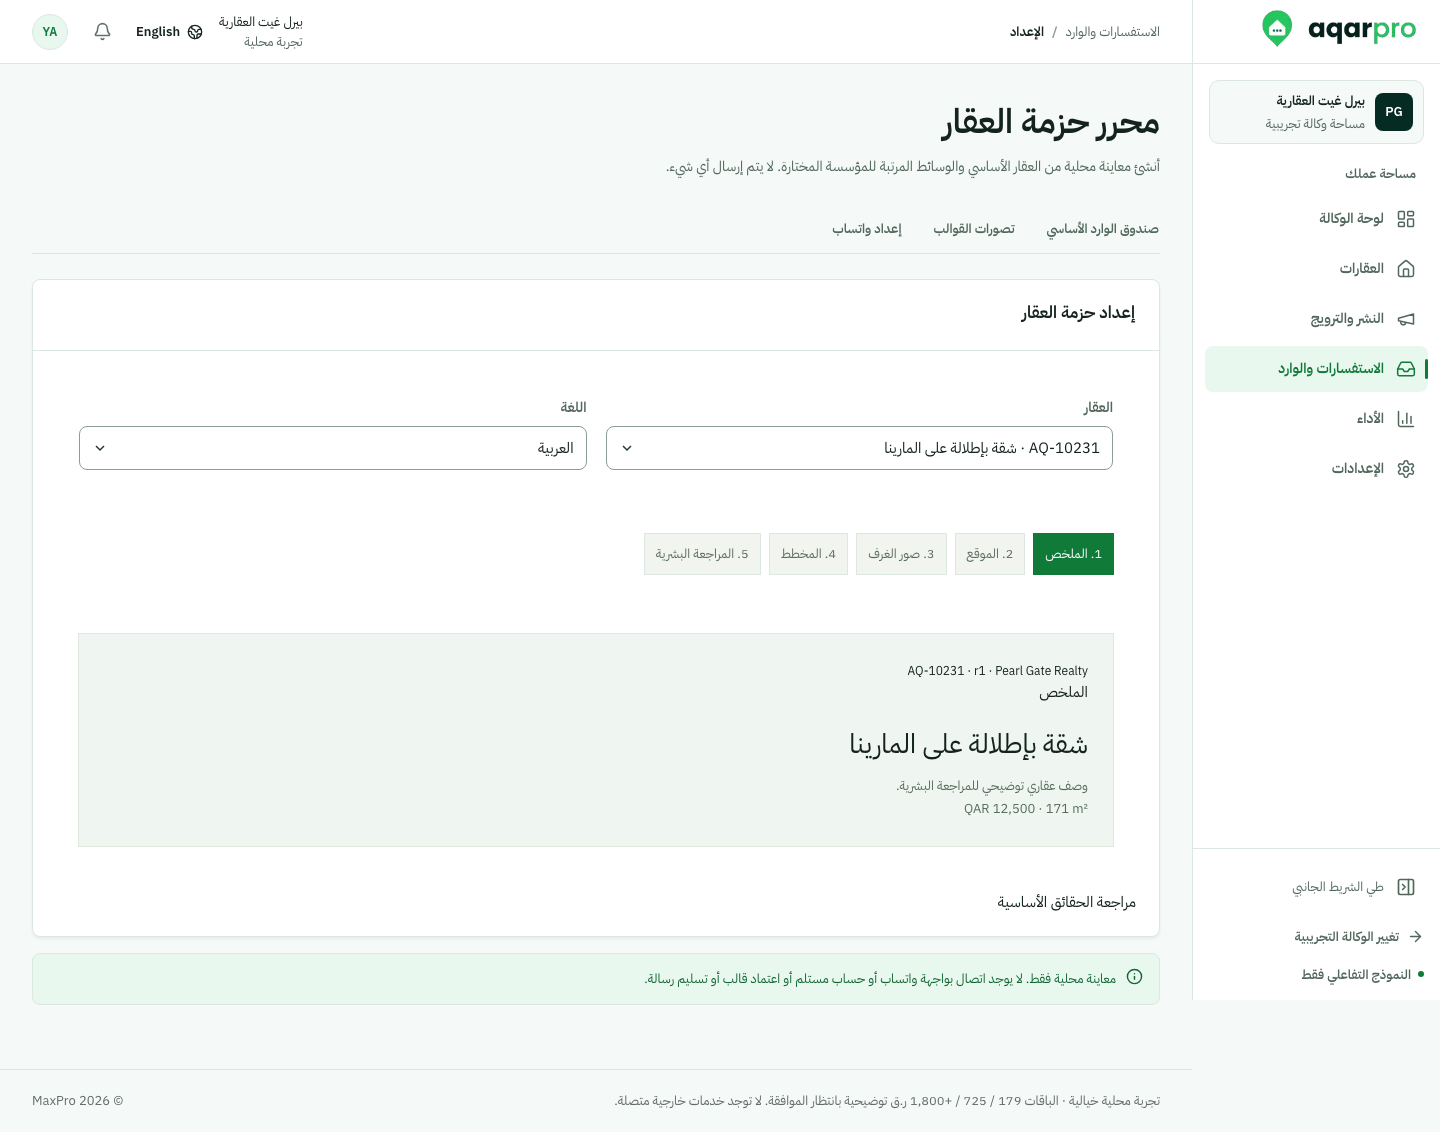 aqarpro
بيرل غيت العقارية
مساحة وكالة تجريبية
PG
مساحة عملك
لوحة الوكالة
العقارات
النشر والترويج
الاستفسارات والوارد
الأداء
الإعدادات
طي الشريط الجانبي
تغيير الوكالة التجريبية
النموذج التفاعلي فقط
الاستفسارات والوارد / الإعداد
بيرل غيت العقارية
تجربة محلية
English
YA
محرر حزمة العقار
أنشئ معاينة محلية من العقار الأساسي والوسائط المرتبة للمؤسسة المختارة. لا يتم إرسال أي شيء.
صندوق الوارد الأساسي
تصورات القوالب
إعداد واتساب
إعداد حزمة العقار
العقار
AQ-10231 · شقة بإطلالة على المارينا
اللغة
العربية
1. الملخص
2. الموقع
3. صور الغرف
4. المخطط
5. المراجعة البشرية
AQ-10231 · r1 · Pearl Gate Realty
الملخص
شقة بإطلالة على المارينا
وصف عقاري توضيحي للمراجعة البشرية.
QAR 12,500 · 171 m²
مراجعة الحقائق الأساسية
معاينة محلية فقط. لا يوجد اتصال بواجهة واتساب أو حساب مستلم أو اعتماد قالب أو تسليم رسالة.
تجربة محلية خيالية · الباقات 179 / 725 / +1,800 ر.ق توضيحية بانتظار الموافقة. لا توجد خدمات خارجية متصلة.
© 2026 MaxPro